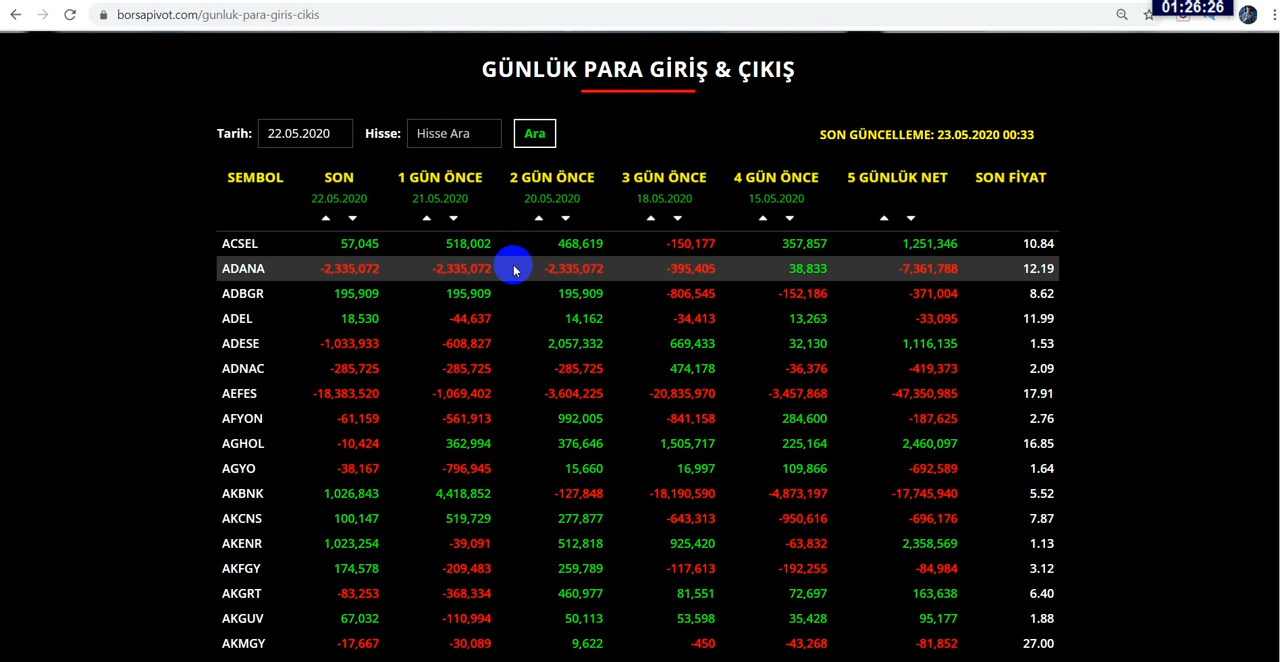 borsapivot.com/gunluk-para-giris-cikis
01:26:26
GÜNLÜK PARA GİRİŞ & ÇIKIŞ
Tarih: 22.05.2020 Hisse: Hisse Ara Ara SON GÜNCELLEME: 23.05.2020 00:33
SEMBOL SON 1 GÜN ÖNCE 2 GÜN ÖNCE 3 GÜN ÖNCE 4 GÜN ÖNCE 5 GÜNLÜK NET SON FİYAT
22.05.2020 21.05.2020 20.05.2020 18.05.2020 15.05.2020
ACSEL 57,045 518,002 468,619 -150,177 357,857 1,251,346 10.84
ADANA -2,335,072 -2,335,072 -2,335,072 -395,405 38,833 -7,361,788 12.19
ADBGR 195,909 195,909 195,909 -806,545 -152,186 -371,004 8.62
ADEL 18,530 -44,637 14,162 -34,413 13,263 -33,095 11.99
ADESE -1,033,933 -608,827 2,057,332 669,433 32,130 1,116,135 1.53
ADNAC -285,725 -285,725 -285,725 474,178 -36,376 -419,373 2.09
AEFES -18,383,520 -1,069,402 -3,604,225 -20,835,970 -3,457,868 -47,350,985 17.91
AFYON -61,159 -561,913 992,005 -841,158 284,600 -187,625 2.76
AGHOL -10,424 362,994 376,646 1,505,717 225,164 2,460,097 16.85
AGYO -38,167 -796,945 15,660 16,997 109,866 -692,589 1.64
AKBNK 1,026,843 4,418,852 -127,848 -18,190,590 -4,873,197 -17,745,940 5.52
AKCNS 100,147 519,729 277,877 -643,313 -950,616 -696,176 7.87
AKENR 1,023,254 -39,091 512,818 925,420 -63,832 2,358,569 1.13
AKFGY 174,578 -209,483 259,789 -117,613 -192,255 -84,984 3.12
AKGRT -83,253 -368,334 460,977 81,551 72,697 163,638 6.40
AKGUV 67,032 -110,994 50,113 53,598 35,428 95,177 1.88
AKMGY -17,667 -30,089 9,622 -450 -43,268 -81,852 27.00